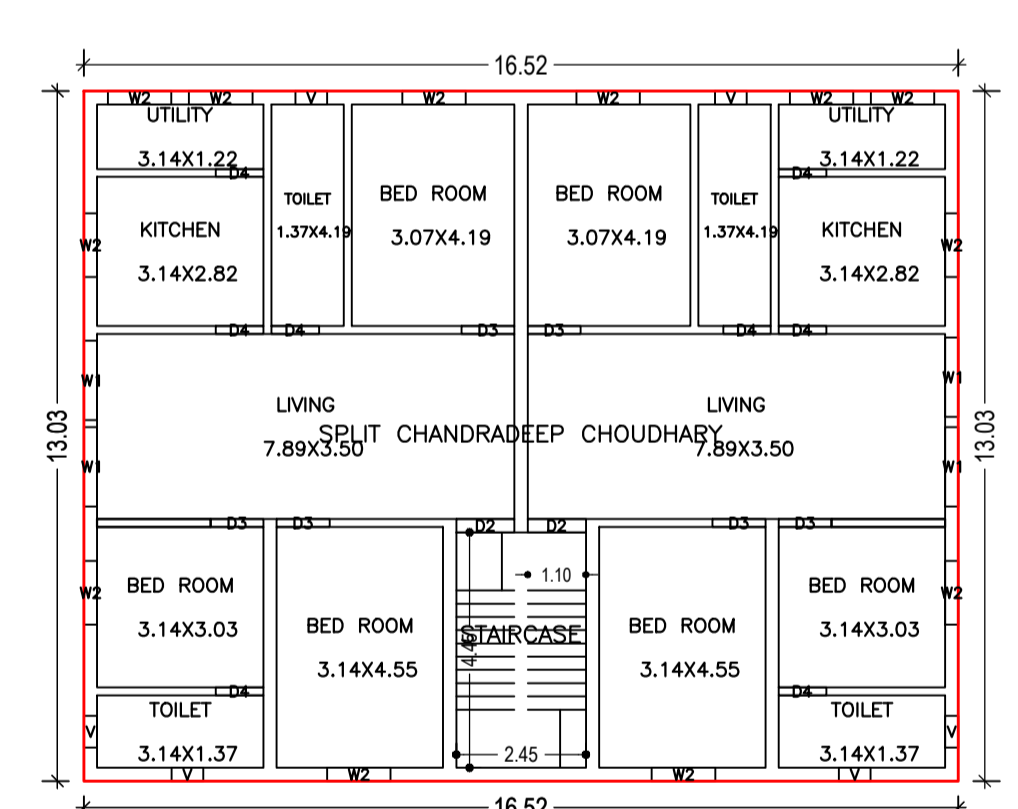 16.52
W2 W2 V W2 W2 V W2 W2
UTILITY UTILITY
3.14X1.22 3.14X1.22
D4 D4
BED ROOM BED ROOM
TOILET TOILET
KITCHEN 1.37X4.19 3.07X4.19 3.07X4.19 1.37X4.19 KITCHEN
W2 W2
3.14X2.82 3.14X2.82
D4 D4 D3 D3 D4 D4
W1 W1
LIVING LIVING
13.03 SPLIT CHANDRADEEP CHOUDHARY 13.03
7.89X3.50 7.89X3.50
W1 W1
D3 D3 D2 D2 D3 D3
1.10
BED ROOM BED ROOM
W2 W2
3.14X3.03 BED ROOM STAIRCASE BED ROOM 3.14X3.03
3.14X4.55 3.14X4.55
D4 D4
TOILET TOILET
V V
3.14X1.37 2.45 3.14X1.37
V W2 W2 V
16.52